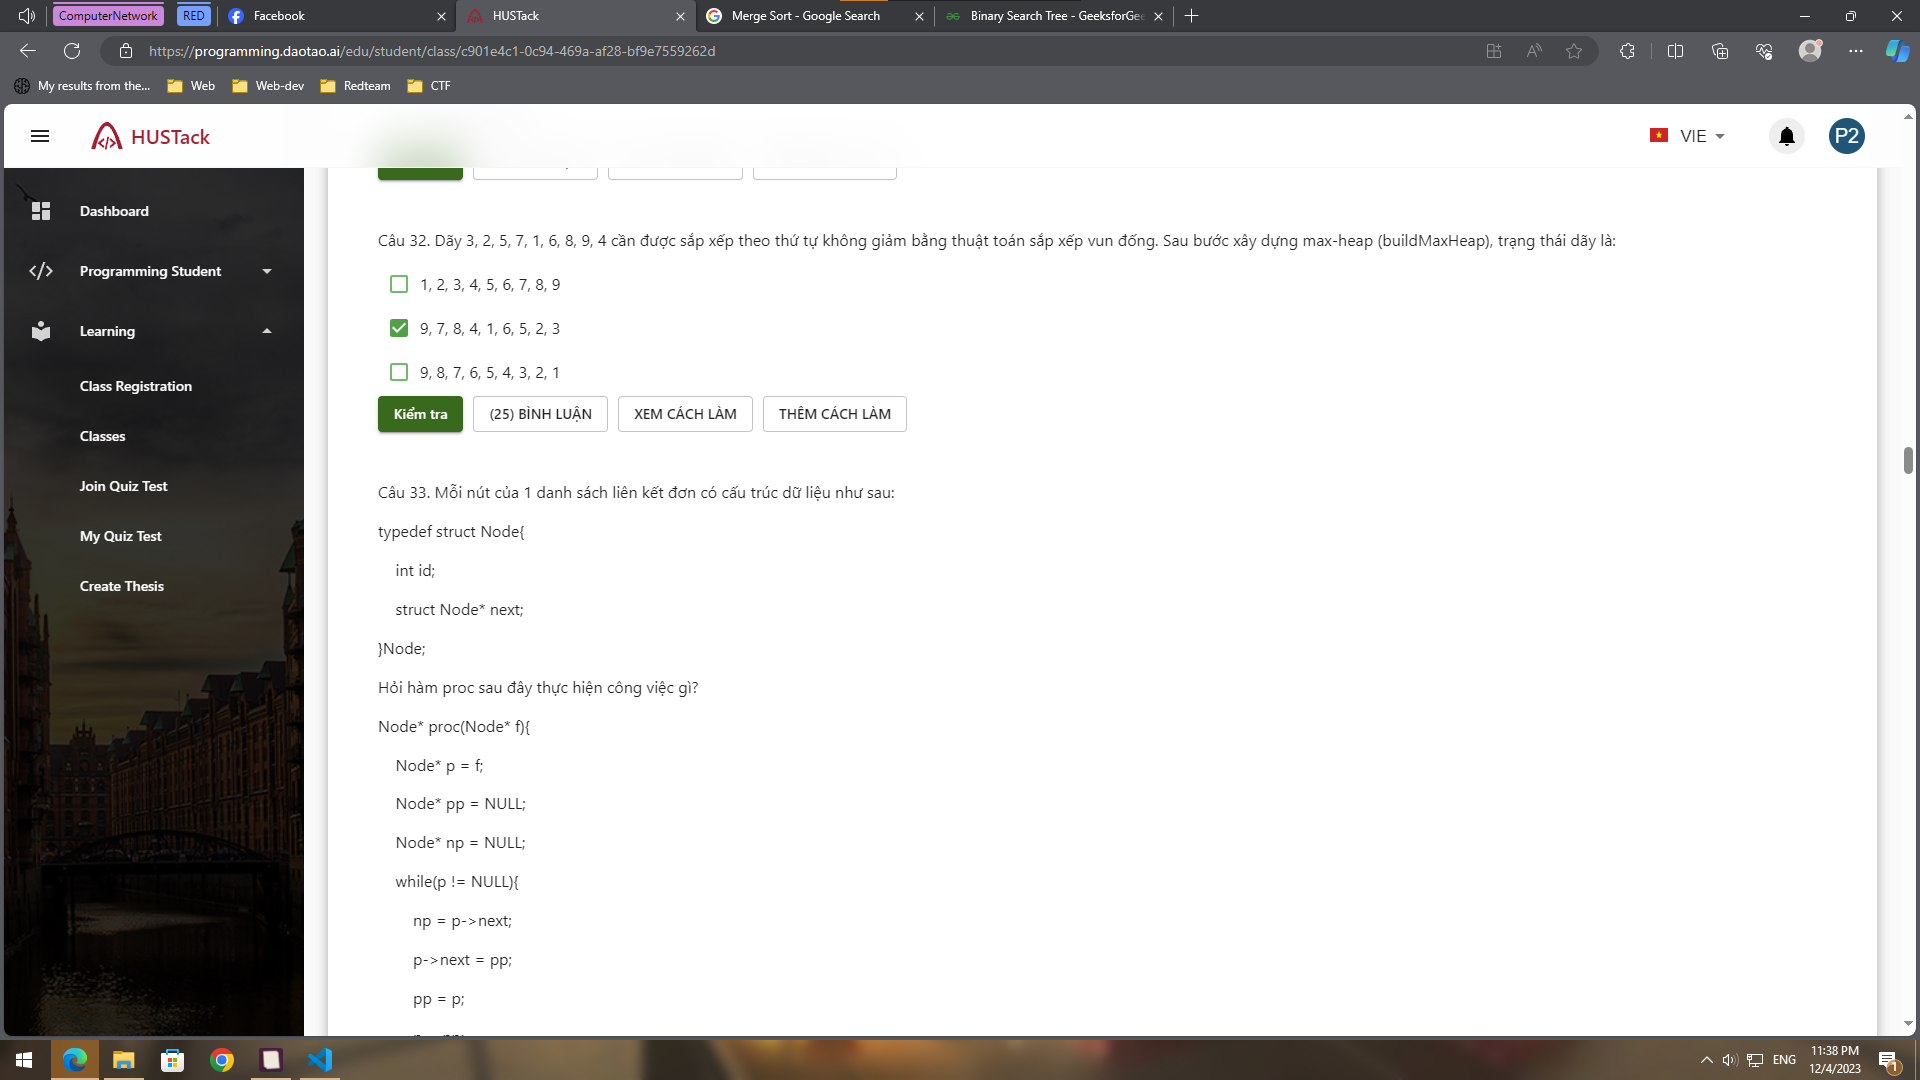 ComputerNetwork
RED
Facebook
HUSTack
Merge Sort - Google Search
Binary Search Tree - GeeksforGe
https://programming.daotao.ai/edu/student/class/c901e4c1-0c94-469a-af28-bf9e7559262d
My results from the...
Web
Web-dev
Redteam
CTF
HUSTack
VIE
P2
Dashboard
Programming Student
Learning
Class Registration
Classes
Join Quiz Test
My Quiz Test
Create Thesis
Câu 32. Dãy 3, 2, 5, 7, 1, 6, 8, 9, 4 cần được sắp xếp theo thứ tự không giảm bằng thuật toán sắp xếp vun đống. Sau bước xây dựng max-heap (buildMaxHeap), trạng thái dãy là:
1, 2, 3, 4, 5, 6, 7, 8, 9
9, 7, 8, 4, 1, 6, 5, 2, 3
9, 8, 7, 6, 5, 4, 3, 2, 1
Kiểm tra
(25) BÌNH LUẬN
XEM CÁCH LÀM
THÊM CÁCH LÀM
Câu 33. Mỗi nút của 1 danh sách liên kết đơn có cấu trúc dữ liệu như sau:
typedef struct Node{
int id;
struct Node* next;
}Node;
Hỏi hàm proc sau đây thực hiện công việc gì?
Node* proc(Node* f){
Node* p = f;
Node* pp = NULL;
Node* np = NULL;
while(p != NULL){
np = p->next;
p->next = pp;
pp = p;
ENG
11:38 PM
12/4/2023
1